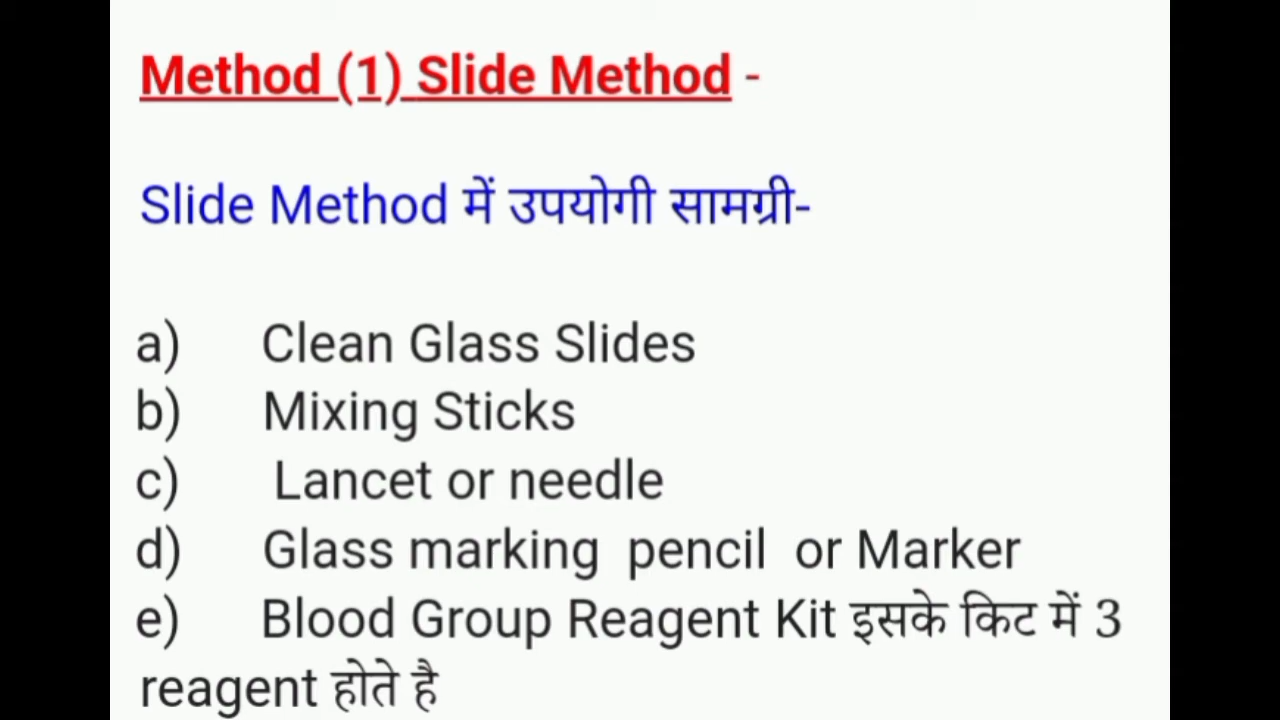 Method (1) Slide Method -
Slide Method में उपयोगी सामग्री-
a) Clean Glass Slides
b) Mixing Sticks
c) Lancet or needle
d) Glass marking pencil or Marker
e) Blood Group Reagent Kit इसके किट में 3
reagent होते है